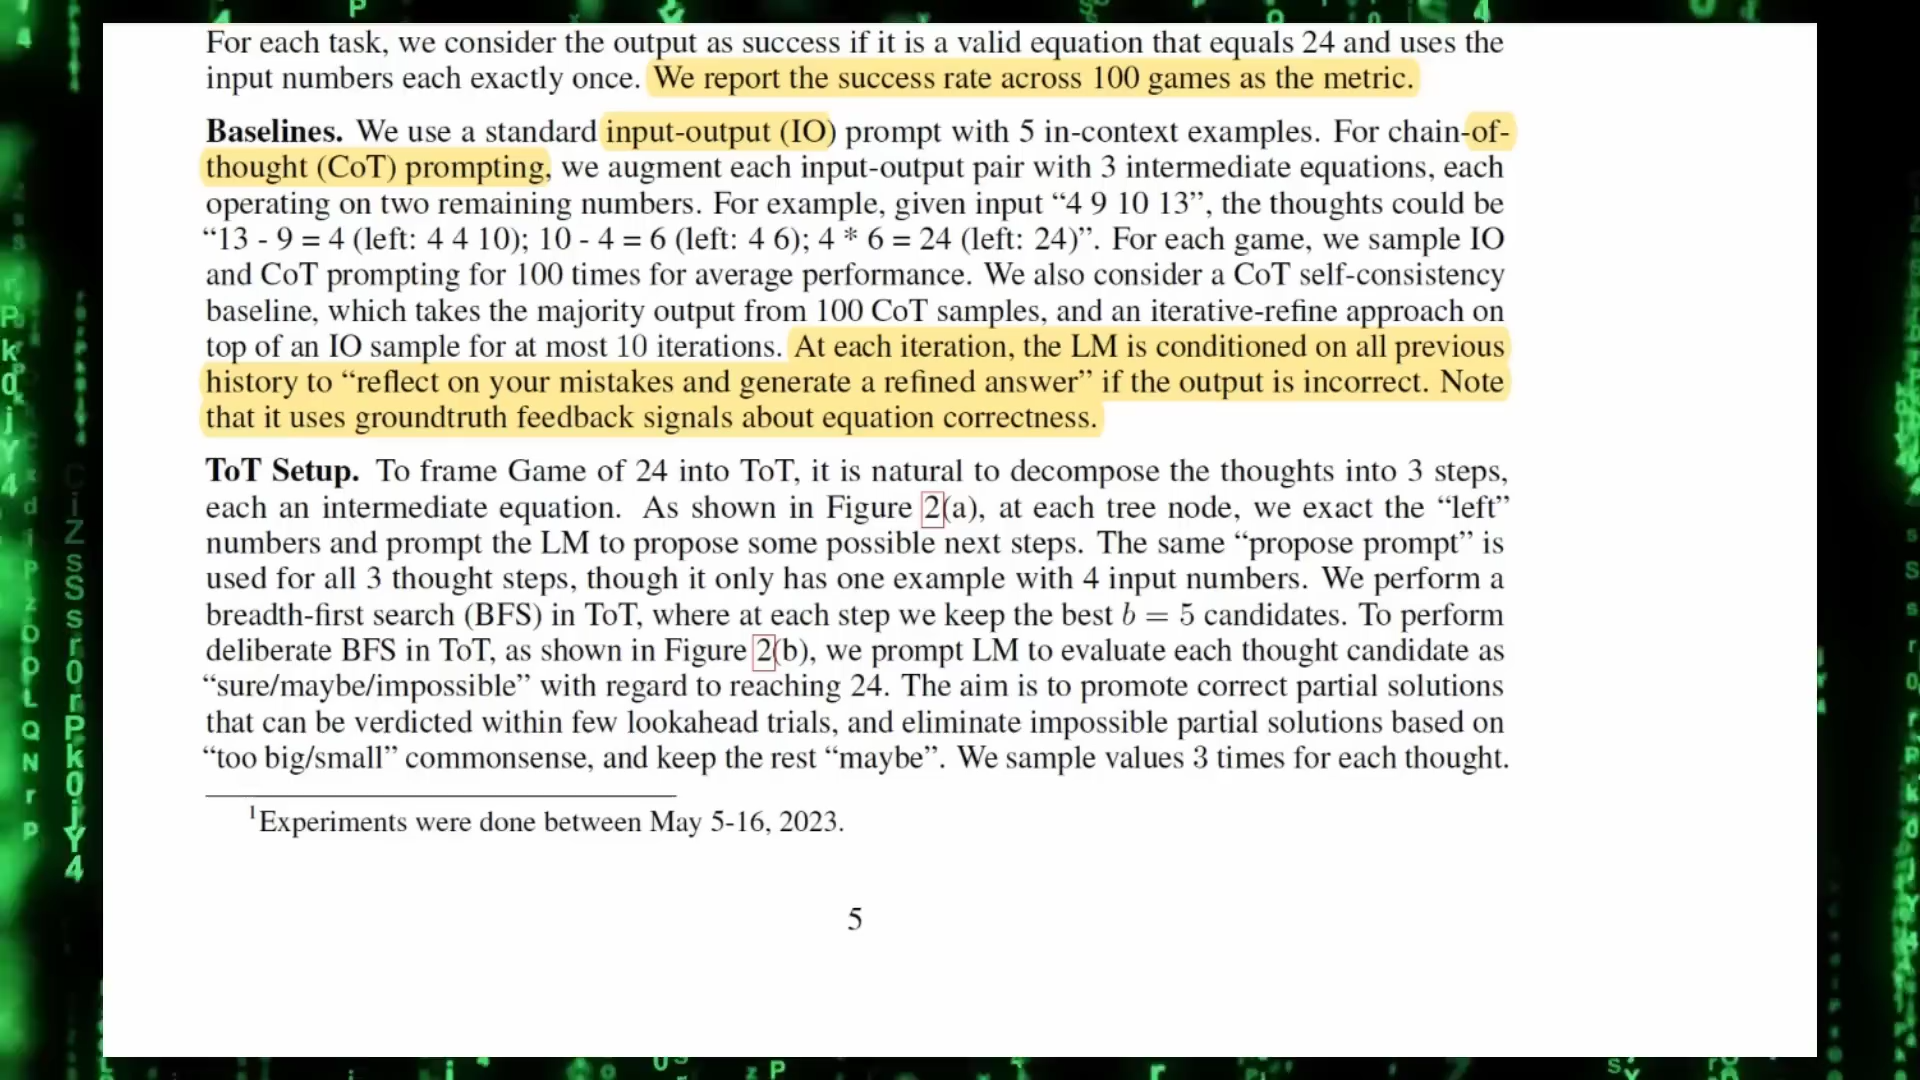 For each task, we consider the output as success if it is a valid equation that equals 24 and uses the
input numbers each exactly once. We report the success rate across 100 games as the metric.
Baselines. We use a standard input-output (IO) prompt with 5 in-context examples. For chain-of-
thought (CoT) prompting, we augment each input-output pair with 3 intermediate equations, each
operating on two remaining numbers. For example, given input “4 9 10 13”, the thoughts could be
“13 - 9 = 4 (left: 4 4 10); 10 - 4 = 6 (left: 4 6); 4 * 6 = 24 (left: 24)”. For each game, we sample IO
and CoT prompting for 100 times for average performance. We also consider a CoT self-consistency
baseline, which takes the majority output from 100 CoT samples, and an iterative-refine approach on
top of an IO sample for at most 10 iterations. At each iteration, the LM is conditioned on all previous
history to “reflect on your mistakes and generate a refined answer” if the output is incorrect. Note
that it uses groundtruth feedback signals about equation correctness.
ToT Setup. To frame Game of 24 into ToT, it is natural to decompose the thoughts into 3 steps,
each an intermediate equation. As shown in Figure 2(a), at each tree node, we exact the “left”
numbers and prompt the LM to propose some possible next steps. The same “propose prompt” is
used for all 3 thought steps, though it only has one example with 4 input numbers. We perform a
breadth-first search (BFS) in ToT, where at each step we keep the best b = 5 candidates. To perform
deliberate BFS in ToT, as shown in Figure 2(b), we prompt LM to evaluate each thought candidate as
“sure/maybe/impossible” with regard to reaching 24. The aim is to promote correct partial solutions
that can be verdicted within few lookahead trials, and eliminate impossible partial solutions based on
“too big/small” commonsense, and keep the rest “maybe”. We sample values 3 times for each thought.
1Experiments were done between May 5-16, 2023.
5